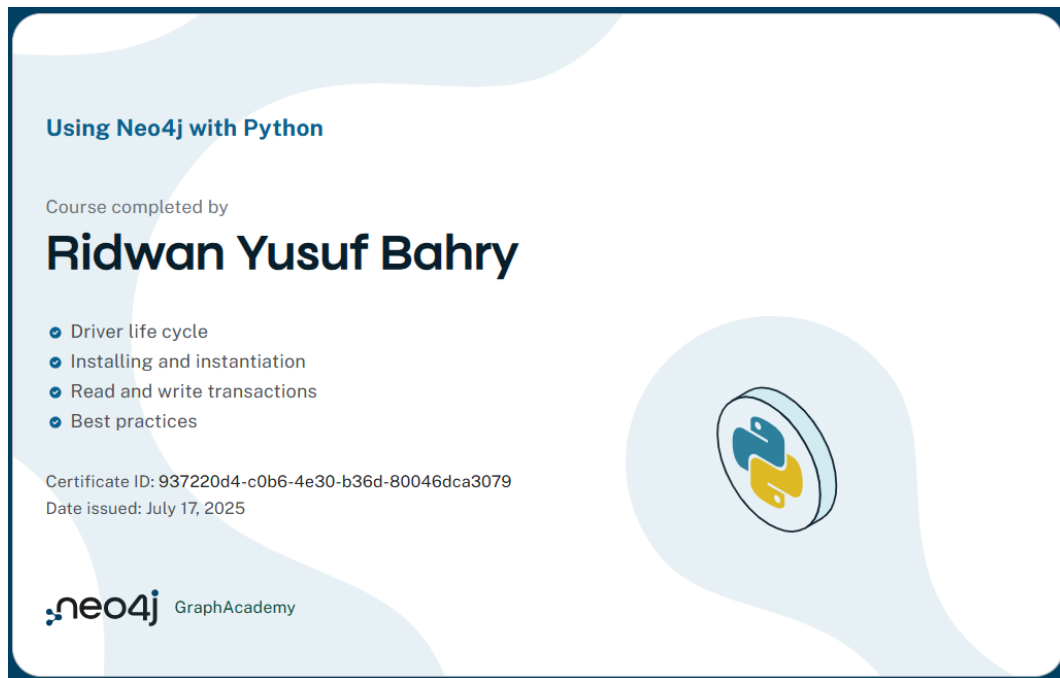 Using Neo4j with Python
Course completed by
Ridwan Yusuf Bahry
Driver life cycle
Installing and instantiation
Read and write transactions
Best practices
Certificate ID: 937220d4-c0b6-4e30-b36d-80046dca3079
Date issued: July 17, 2025
neo4j GraphAcademy